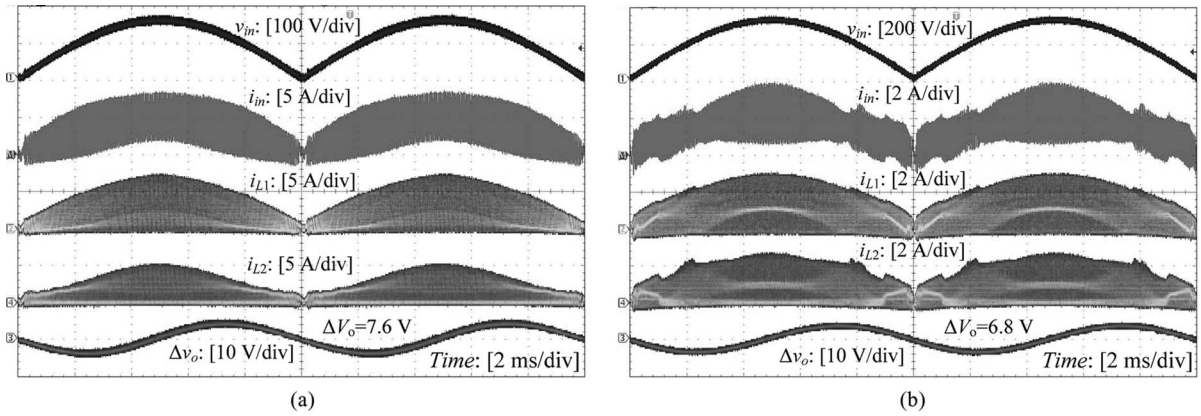 v_in: [100 V/div]
i_in: [5 A/div]
i_L1: [5 A/div]
i_L2: [5 A/div]
ΔV_o=7.6 V
Δv_o: [10 V/div]
Time: [2 ms/div]
(a)
v_in: [200 V/div]
i_in: [2 A/div]
i_L1: [2 A/div]
i_L2: [2 A/div]
ΔV_o=6.8 V
Δv_o: [10 V/div]
Time: [2 ms/div]
(b)